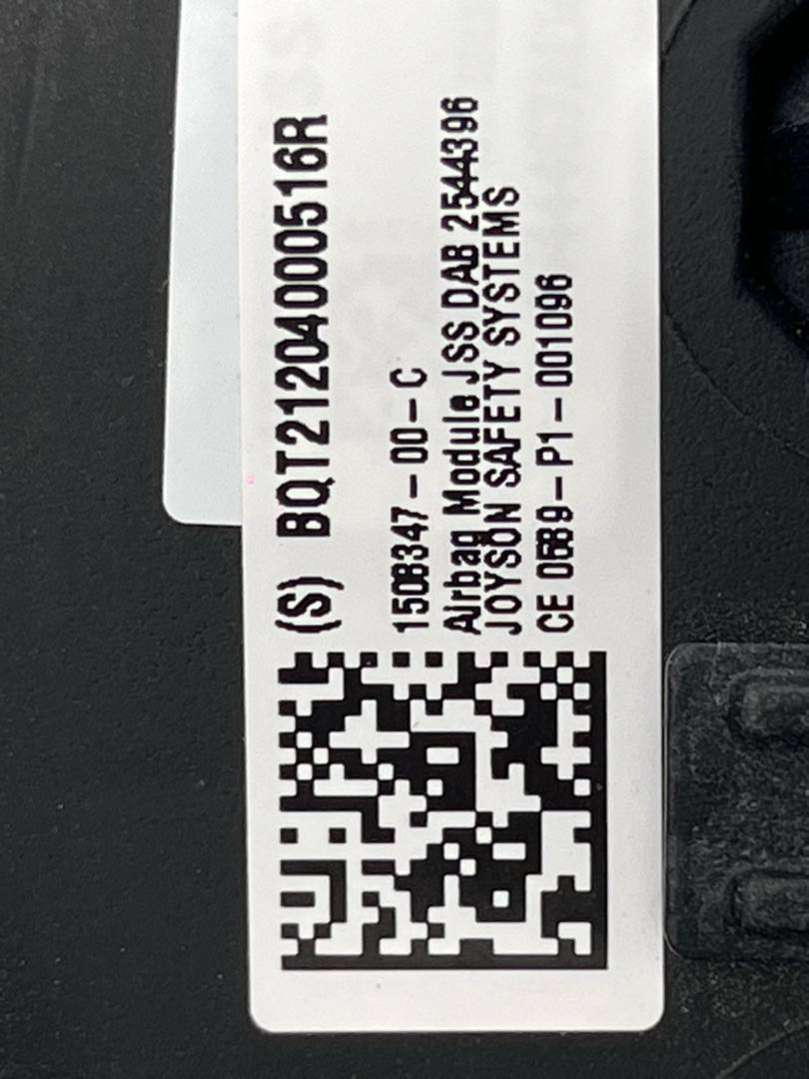 (S) BQT21204000516R
1508347-00-C
Airbag Module JSS DAB 2544396
JOYSON SAFETY SYSTEMS
CE 0589-P1-001096